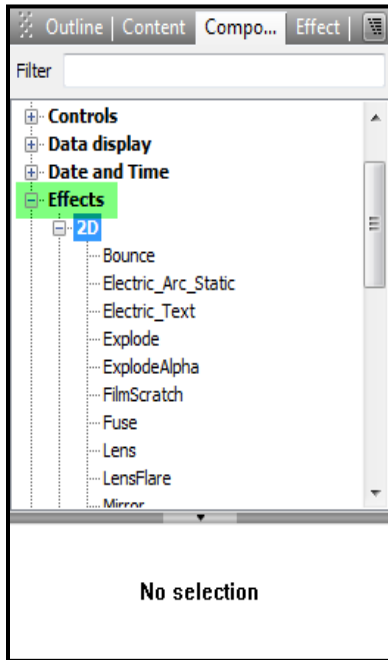 Outline | Content Compo... Effect |
Filter
Controls
Data display
Date and Time
Effects
2D
Bounce
Electric_Arc_Static
Electric_Text
Explode
ExplodeAlpha
FilmScratch
Fuse
Lens
LensFlare
Mirror
No selection